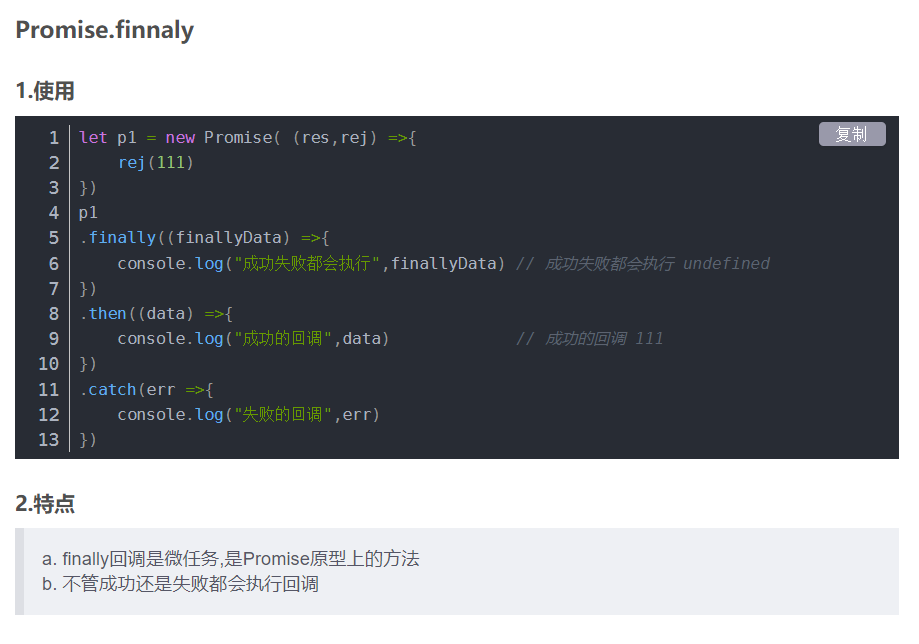 Promise.finnaly
1.使用
复制
1 let p1 = new Promise( (res,rej) =>{
2     rej(111)
3 })
4 p1
5 .finally((finallyData) =>{
6     console.log("成功失败都会执行",finallyData) // 成功失败都会执行 undefined
7 })
8 .then((data) =>{
9     console.log("成功的回调",data)             // 成功的回调 111
10 })
11 .catch(err =>{
12     console.log("失败的回调",err)
13 })
2.特点
a. finally回调是微任务,是Promise原型上的方法
b. 不管成功还是失败都会执行回调